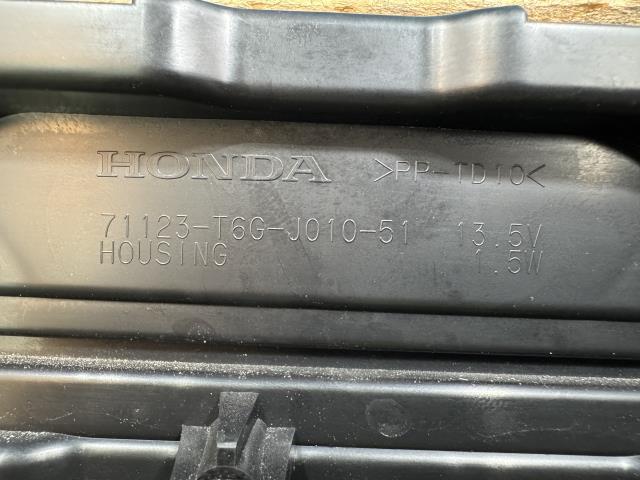 HONDA >PP-TD10<
71123-T6G-J010-51 13.5V
HOUSING 1.5W